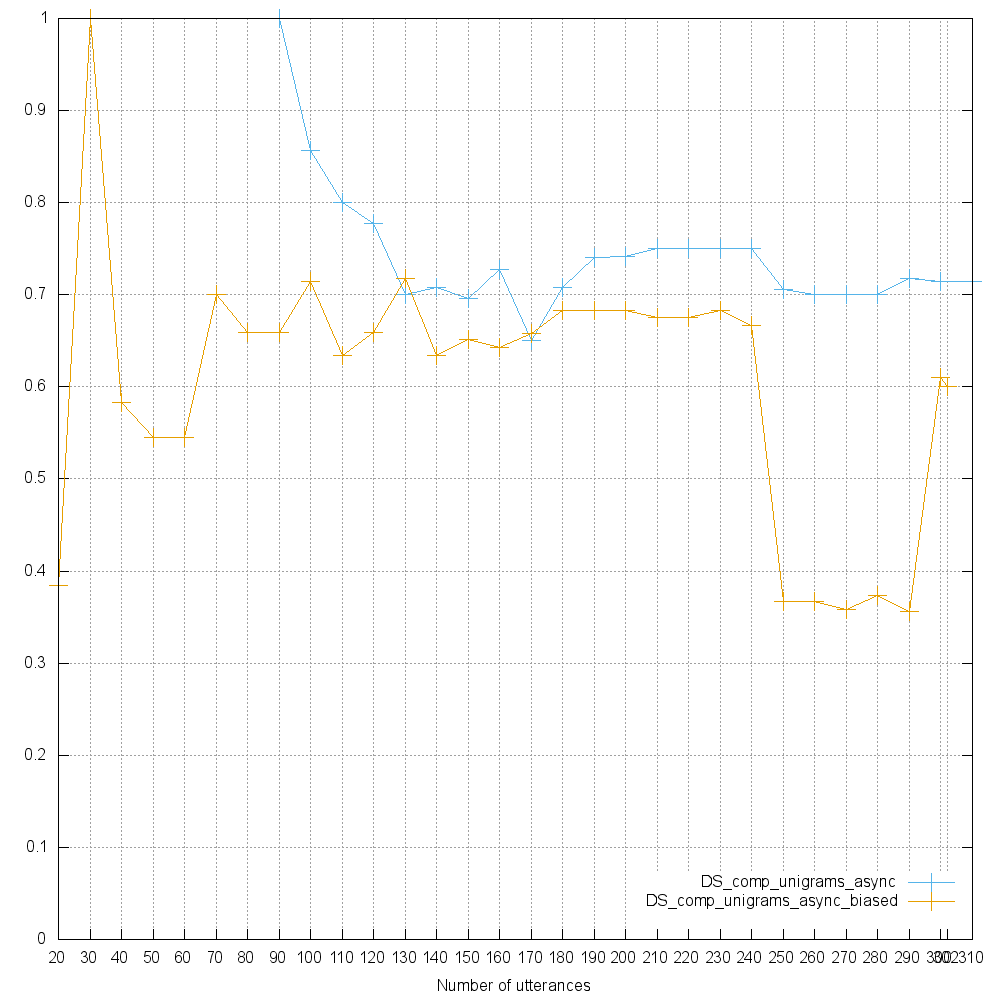 1
0.9
0.8
0.7
0.6
0.5
0.4
0.3
0.2
0.1
0
DS_comp_unigrams_async
DS_comp_unigrams_async_biased
20 30 40 50 60 70 80 90 100 110 120 130 140 150 160 170 180 190 200 210 220 230 240 250 260 270 280 290 300 302 310
Number of utterances